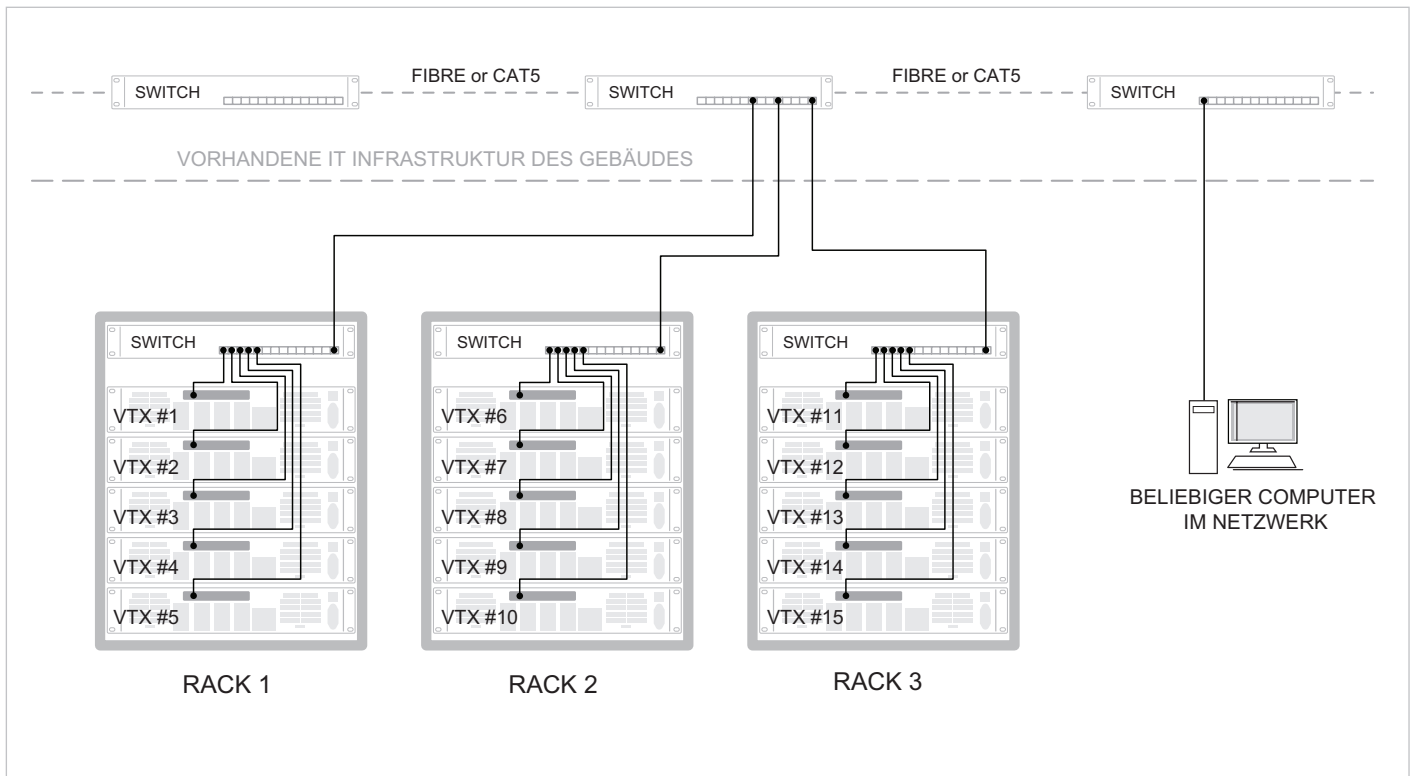 FIBRE or CAT5
FIBRE or CAT5
SWITCH
SWITCH
SWITCH
VORHANDENE IT INFRASTRUKTUR DES GEBÄUDES
SWITCH
VTX #1
VTX #2
VTX #3
VTX #4
VTX #5
RACK 1
SWITCH
VTX #6
VTX #7
VTX #8
VTX #9
VTX #10
RACK 2
SWITCH
VTX #11
VTX #12
VTX #13
VTX #14
VTX #15
RACK 3
BELIEBIGER COMPUTER
IM NETZWERK